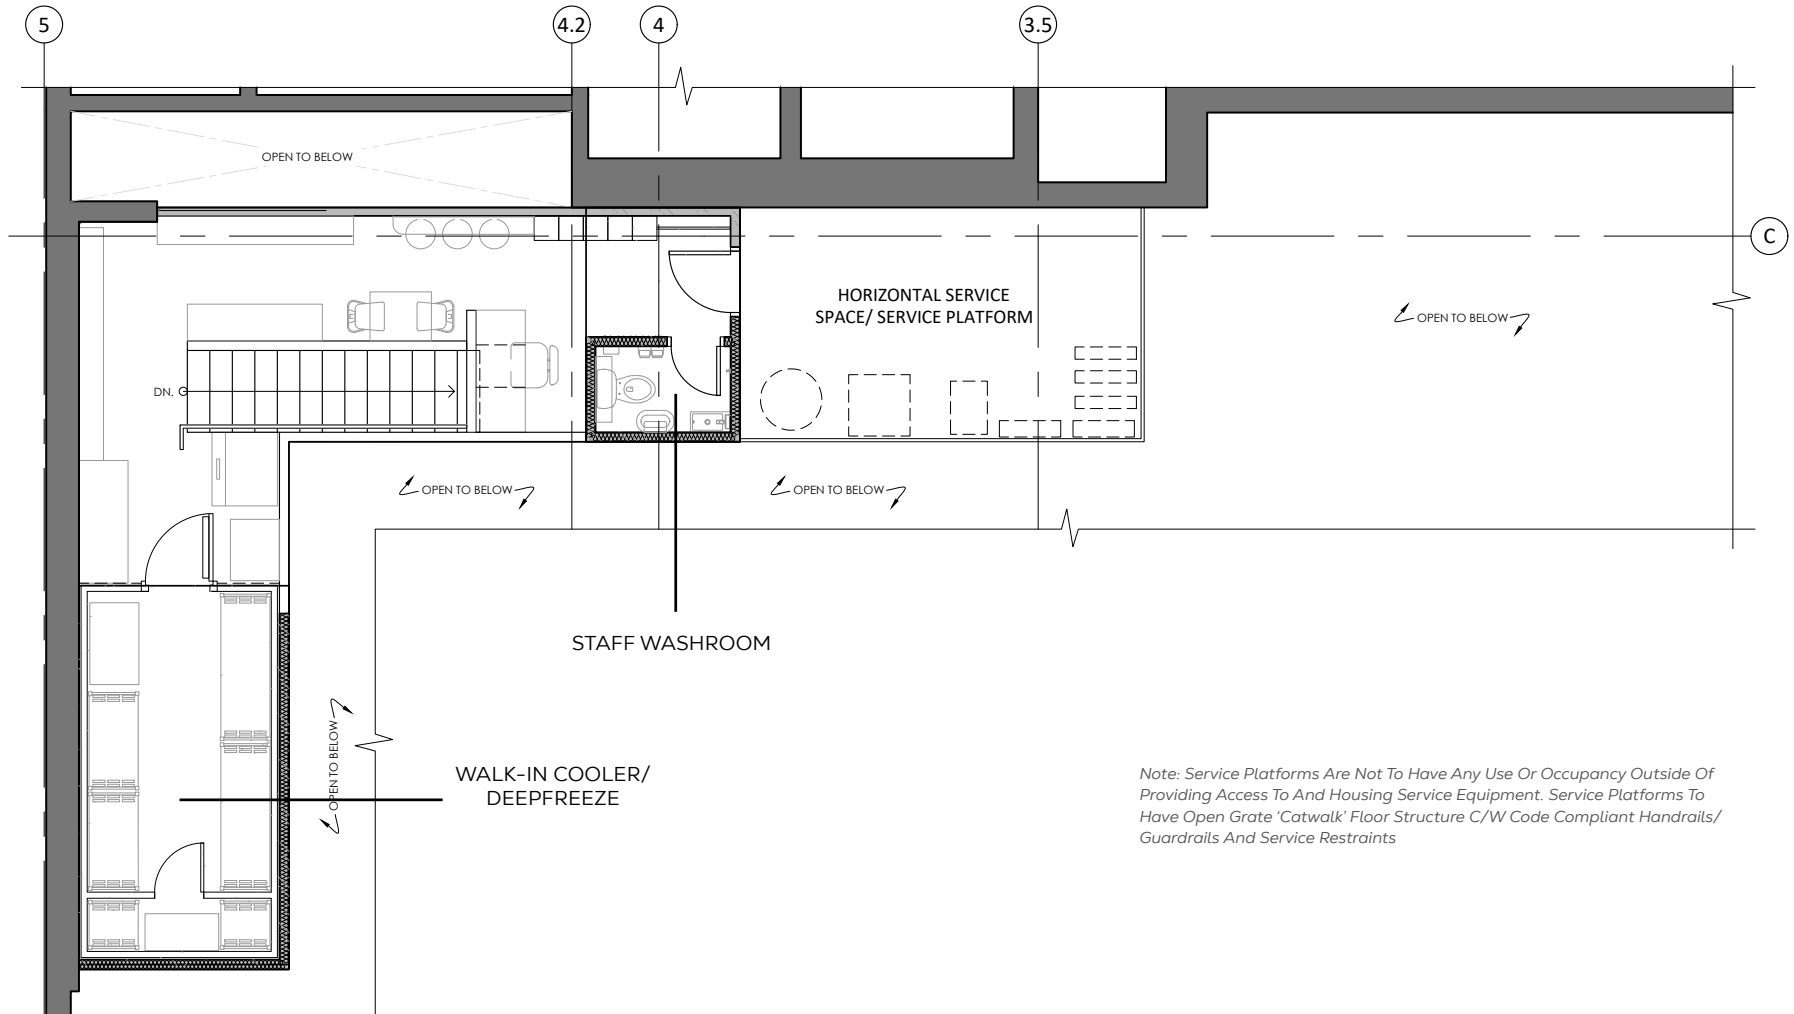 5
4.2
4
3.5
OPEN TO BELOW
C
HORIZONTAL SERVICE
SPACE/ SERVICE PLATFORM
OPEN TO BELOW
DN.
OPEN TO BELOW
OPEN TO BELOW
STAFF WASHROOM
OPEN TO BELOW
WALK-IN COOLER/
DEEPFREEZE
Note: Service Platforms Are Not To Have Any Use Or Occupancy Outside Of
Providing Access To And Housing Service Equipment. Service Platforms To
Have Open Grate ‘Catwalk’ Floor Structure C/W Code Compliant Handrails/
Guardrails And Service Restraints